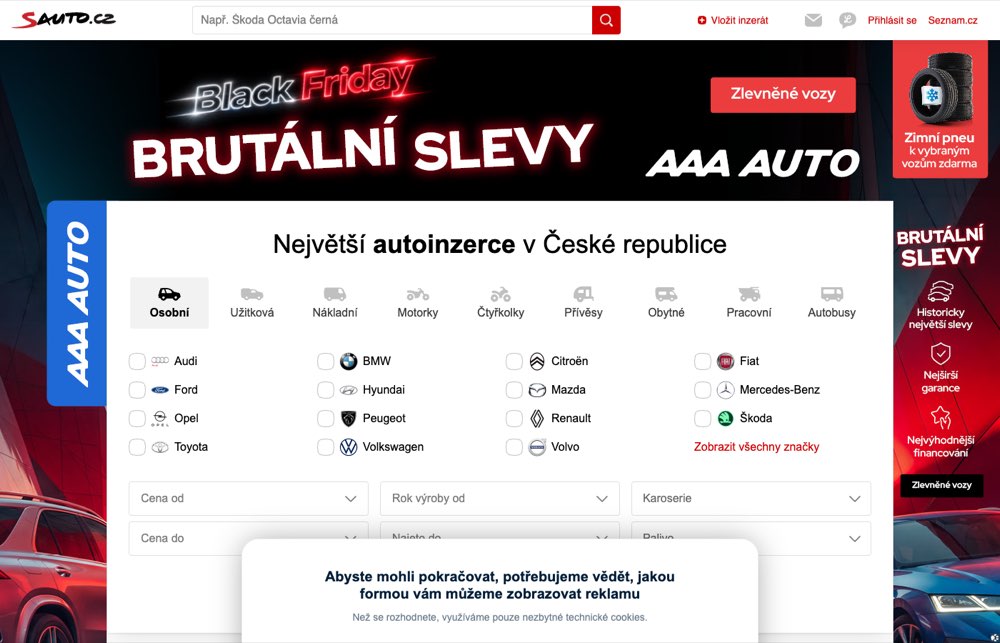 SAUTO.CZ
Např. Škoda Octavia černá
Vložit inzerát
Přihlásit se
Seznam.cz
Black Friday
BRUTÁLNÍ SLEVY
Zlevněné vozy
AAA AUTO
Zimní pneu
k vybraným
vozům zdarma
AAA AUTO
Největší autoinzerce v České republice
Osobní
Užitková
Nákladní
Motorky
Čtyřkolky
Přívěsy
Obytné
Pracovní
Autobusy
Audi
BMW
Citroën
Fiat
Ford
Hyundai
Mazda
Mercedes-Benz
Opel
Peugeot
Renault
Škoda
Toyota
Volkswagen
Volvo
Zobrazit všechny značky
Cena od
Rok výroby od
Karoserie
Cena do
Najeto do
Palivo
BRUTÁLNÍ
SLEVY
Historicky
největší slevy
Nejširší
garance
Nejvýhodnější
financování
Zlevněné vozy
Abyste mohli pokračovat, potřebujeme vědět, jakou
formou vám můžeme zobrazovat reklamu
Než se rozhodnete, využíváme pouze nezbytné technické cookies.